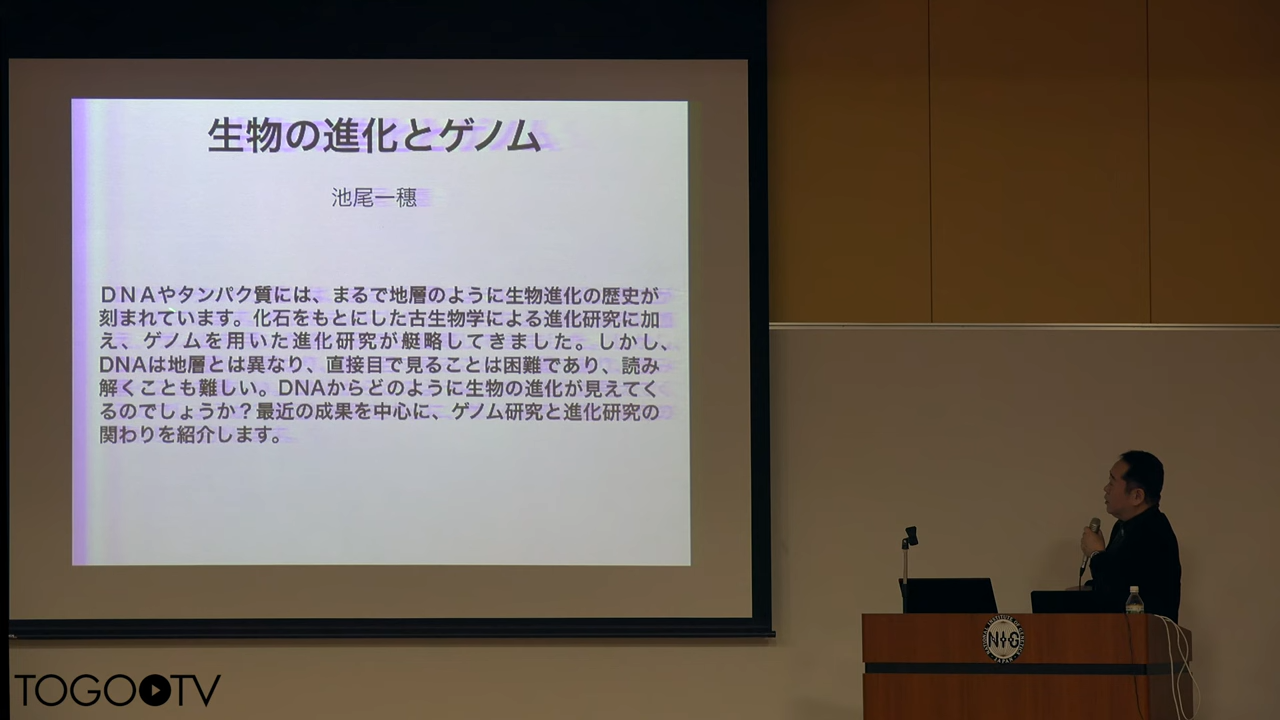 生物の進化とゲノム
池尾一穗
ＤＮＡやタンパク質には、まるで地層のように生物進化の歴史が
刻まれています。化石をもとにした古生物学による進化研究に加
え、ゲノムを用いた進化研究が艇略してきました。しかし、
DNAは地層とは異なり、直接目で見ることは困難であり、読み
解くことも難しい。DNAからどのように生物の進化が見えてく
るのでしょうか？最近の成果を中心に、ゲノム研究と進化研究の
関わりを紹介します。
NIG
JAPAN
TOGO TV